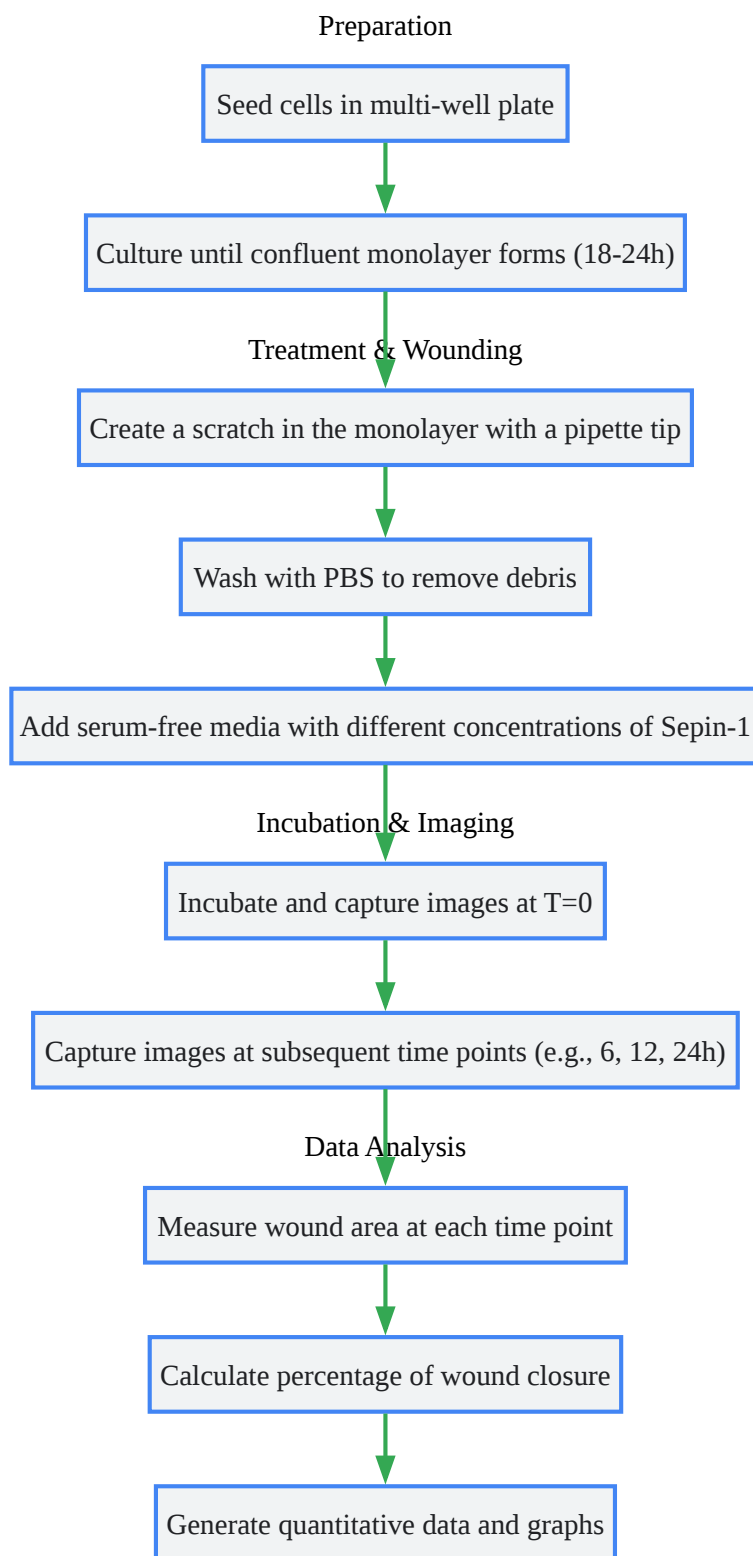 Preparation
Seed cells in multi-well plate
Culture until confluent monolayer forms (18-24h)
Treatment & Wounding
Create a scratch in the monolayer with a pipette tip
Wash with PBS to remove debris
Add serum-free media with different concentrations of Sepin-1
Incubation & Imaging
Incubate and capture images at T=0
Capture images at subsequent time points (e.g., 6, 12, 24h)
Data Analysis
Measure wound area at each time point
Calculate percentage of wound closure
Generate quantitative data and graphs